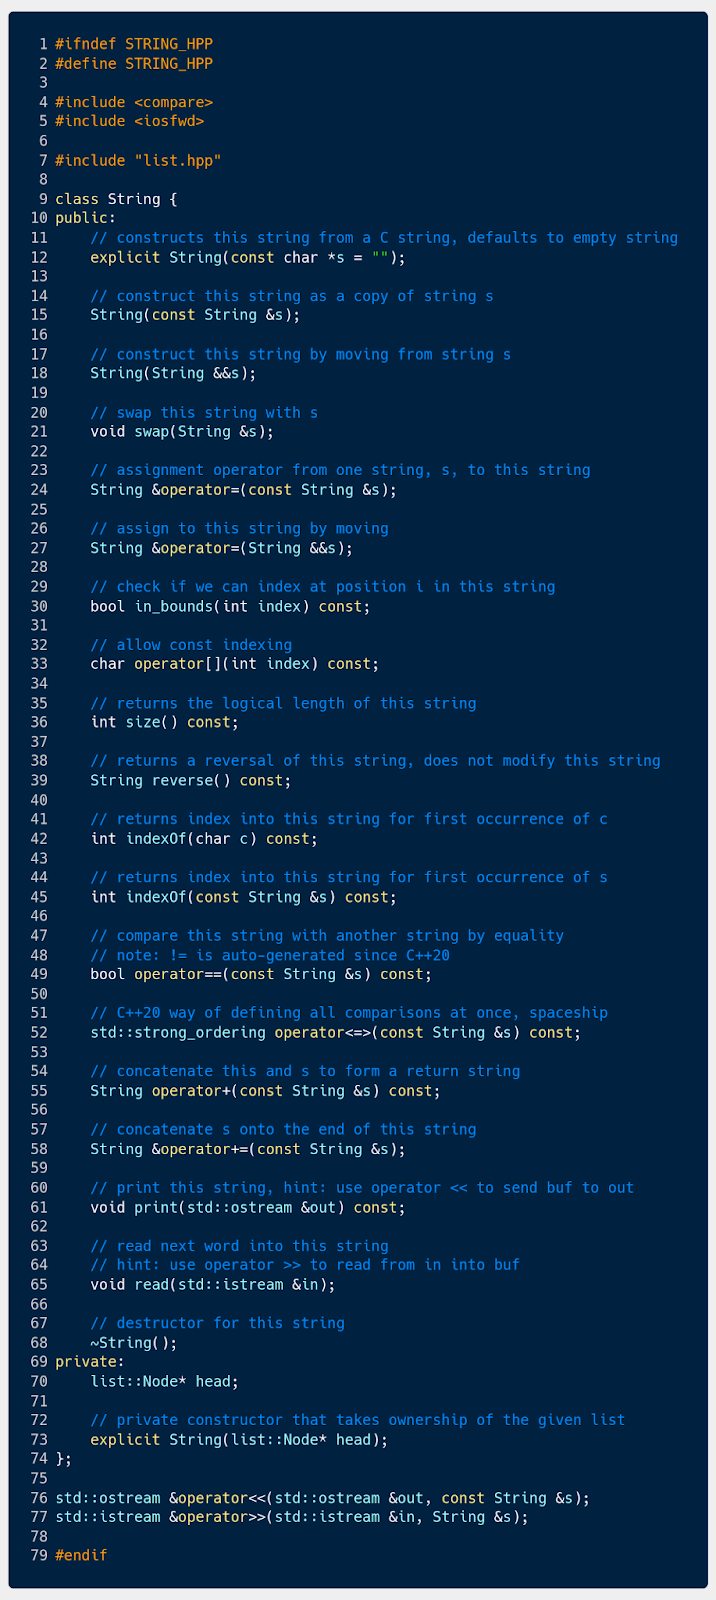 1 #ifndef STRING_HPP
2 #define STRING_HPP
3
4 #include <compare>
5 #include <iosfwd>
6
7 #include "list.hpp"
8
9 class String {
10 public:
11     // constructs this string from a C string, defaults to empty string
12     explicit String(const char *s = "");
13
14     // construct this string as a copy of string s
15     String(const String &s);
16
17     // construct this string by moving from string s
18     String(String &&s);
19
20     // swap this string with s
21     void swap(String &s);
22
23     // assignment operator from one string, s, to this string
24     String &operator=(const String &s);
25
26     // assign to this string by moving
27     String &operator=(String &&s);
28
29     // check if we can index at position i in this string
30     bool in_bounds(int index) const;
31
32     // allow const indexing
33     char operator[](int index) const;
34
35     // returns the logical length of this string
36     int size() const;
37
38     // returns a reversal of this string, does not modify this string
39     String reverse() const;
40
41     // returns index into this string for first occurrence of c
42     int indexOf(char c) const;
43
44     // returns index into this string for first occurrence of s
45     int indexOf(const String &s) const;
46
47     // compare this string with another string by equality
48     // note: != is auto-generated since C++20
49     bool operator==(const String &s) const;
50
51     // C++20 way of defining all comparisons at once, spaceship
52     std::strong_ordering operator<=>(const String &s) const;
53
54     // concatenate this and s to form a return string
55     String operator+(const String &s) const;
56
57     // concatenate s onto the end of this string
58     String &operator+=(const String &s);
59
60     // print this string, hint: use operator << to send buf to out
61     void print(std::ostream &out) const;
62
63     // read next word into this string
64     // hint: use operator >> to read from in into buf
65     void read(std::istream &in);
66
67     // destructor for this string
68     ~String();
69 private:
70     list::Node* head;
71
72     // private constructor that takes ownership of the given list
73     explicit String(list::Node* head);
74 };
75
76 std::ostream &operator<<(std::ostream &out, const String &s);
77 std::istream &operator>>(std::istream &in, String &s);
78
79 #endif